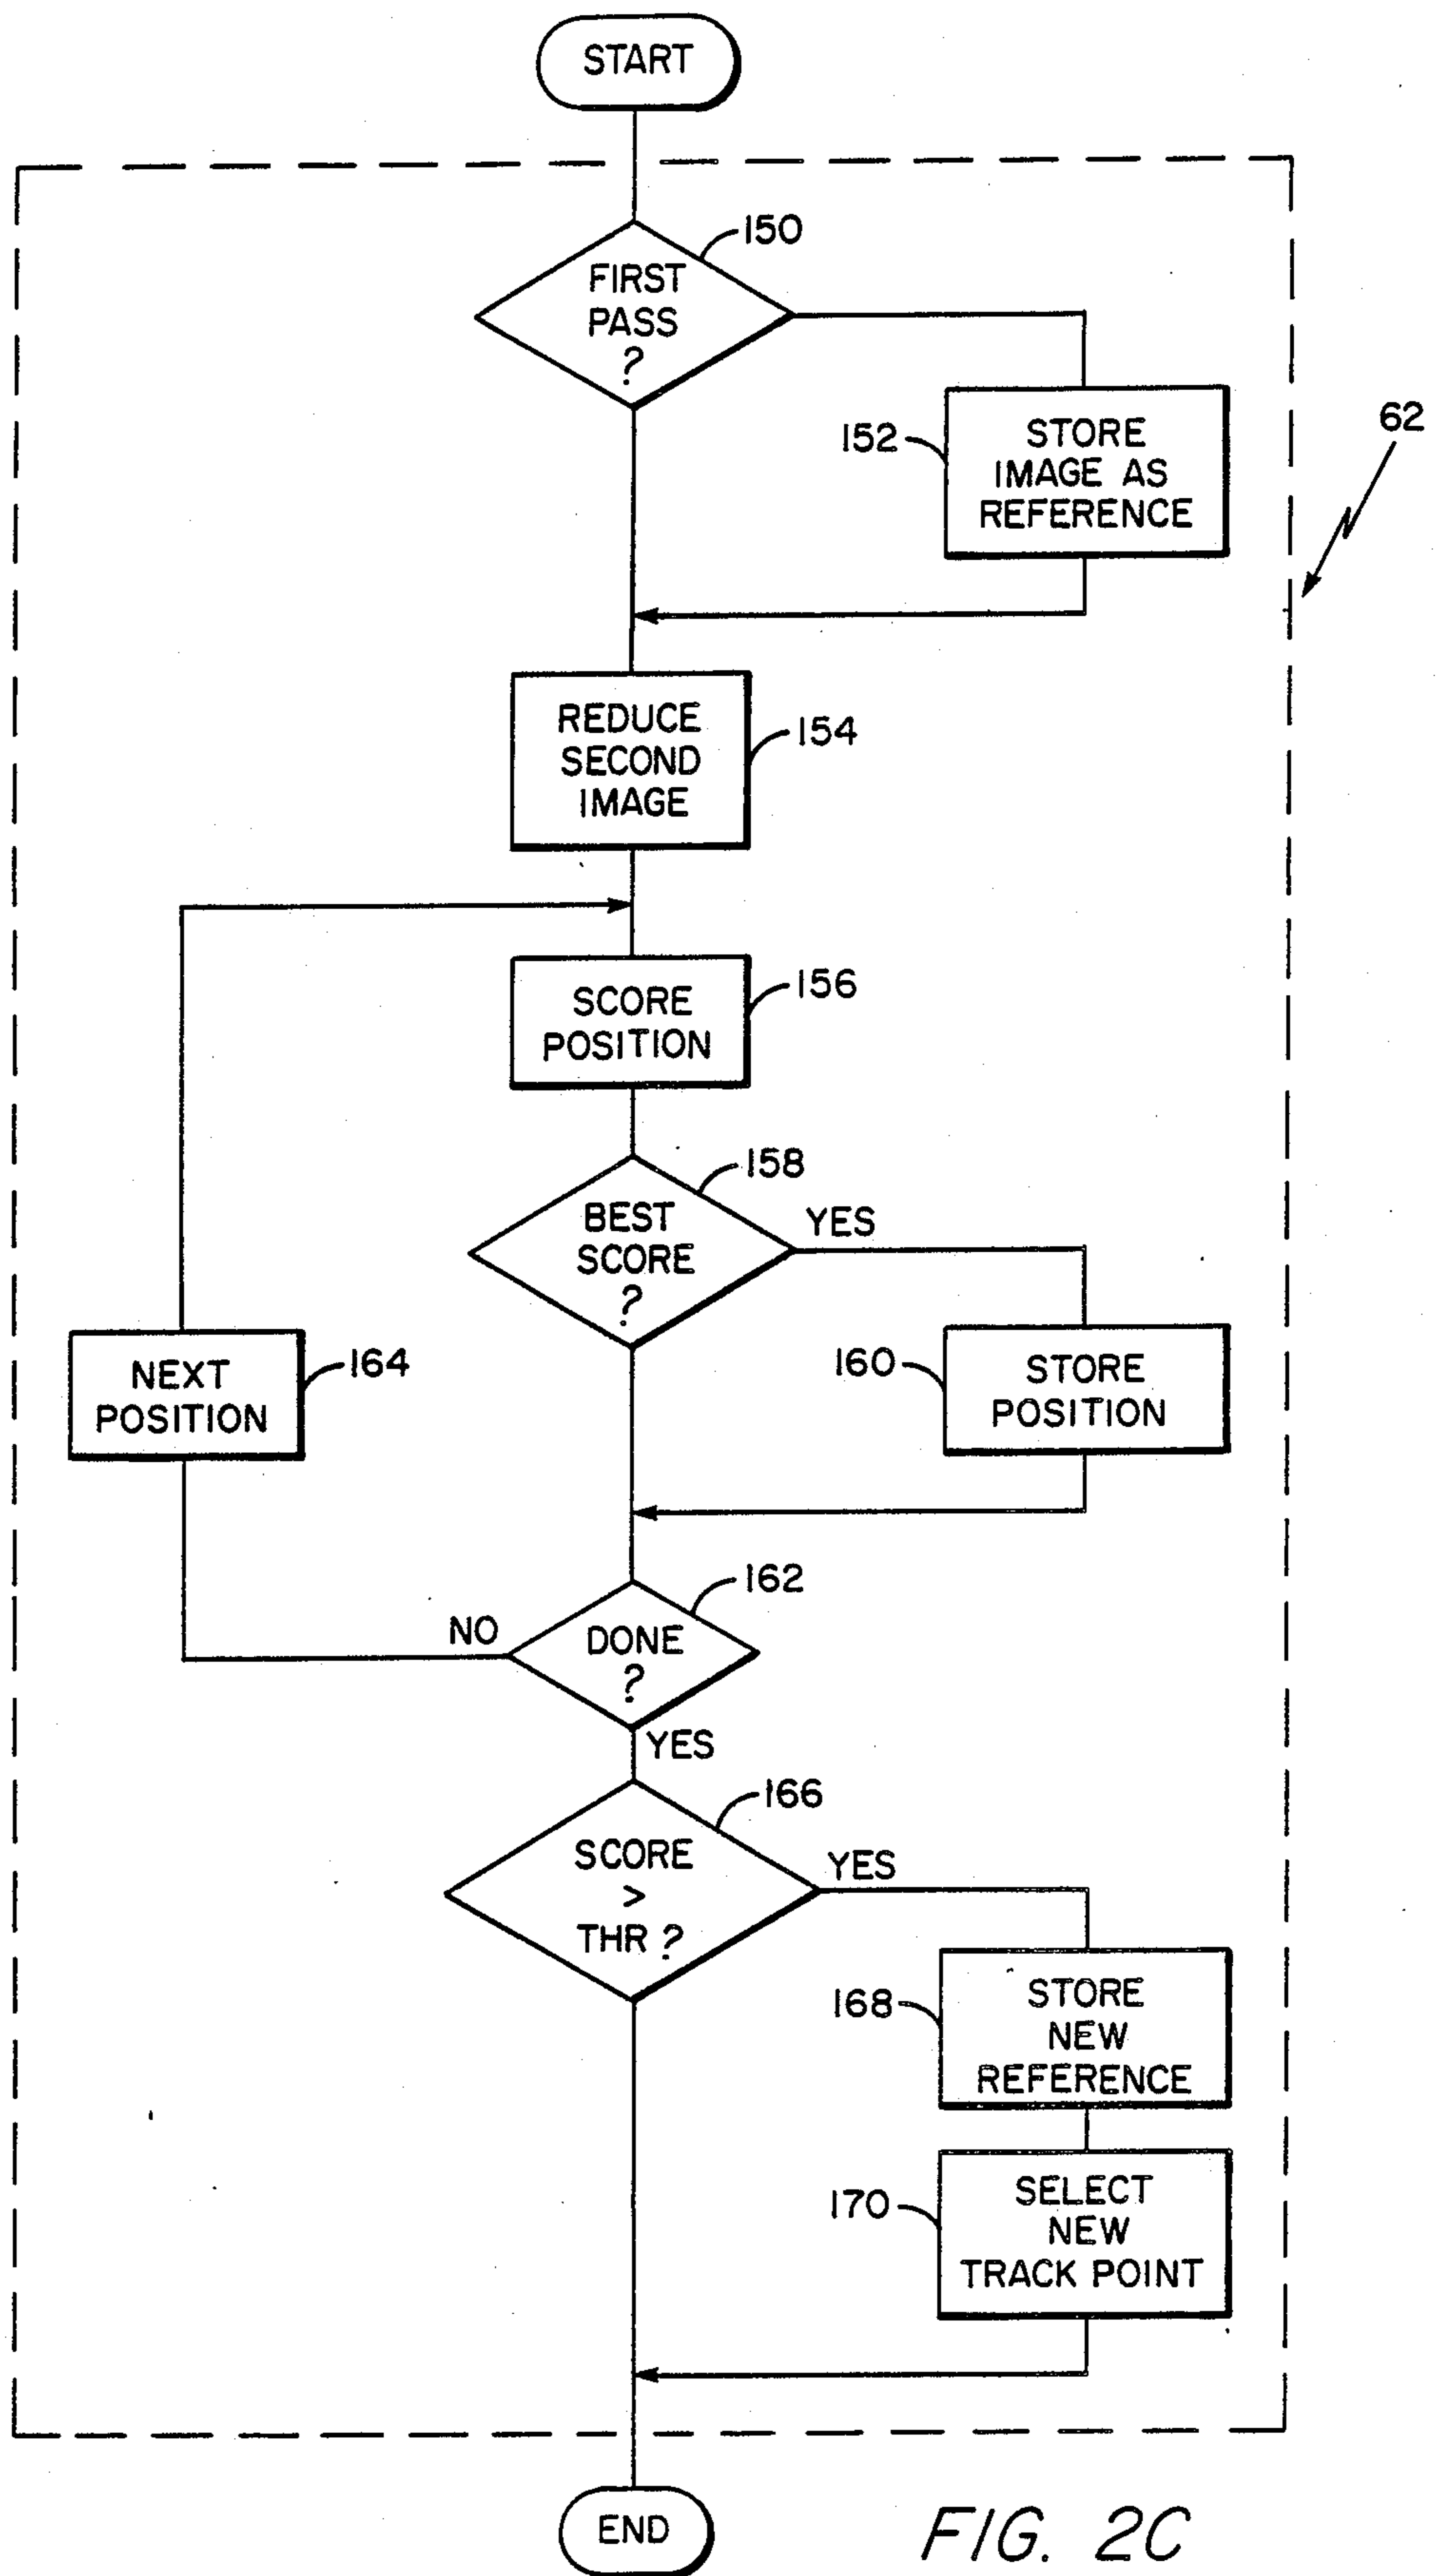 START
150
FIRST
PASS
?
152
STORE
IMAGE AS
REFERENCE
62
REDUCE
SECOND
IMAGE
154
SCORE
POSITION
156
158
BEST
SCORE
?
YES
NEXT
POSITION
164
160
STORE
POSITION
162
NO
DONE
?
YES
166
SCORE
>
THR ?
YES
168
STORE
NEW
REFERENCE
170
SELECT
NEW
TRACK POINT
END
FIG. 2C